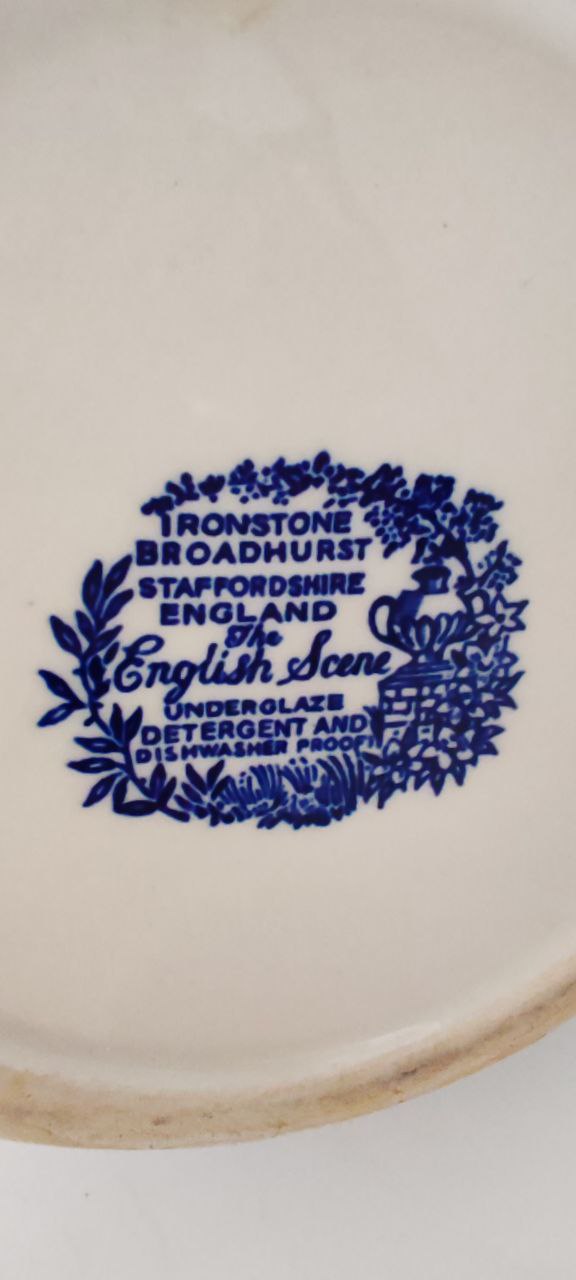 IRONSTONE
BROADHURST
STAFFORDSHIRE
ENGLAND
The
English Scene
UNDERGLAZE
DETERGENT AND
DISHWASHER PROOF